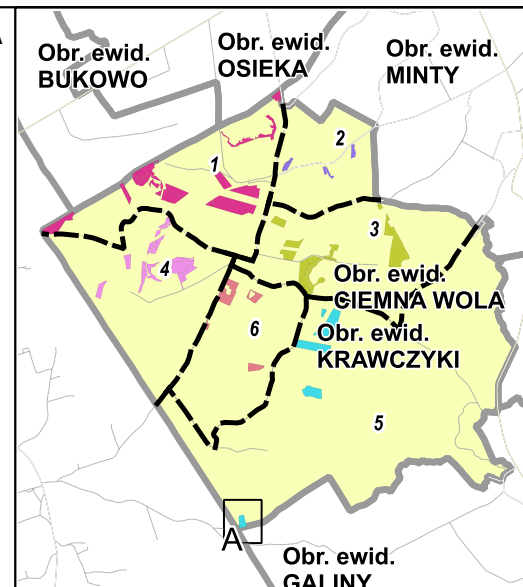 Obr. ewid.
BUKOWO
Obr. ewid.
OSIEKA
Obr. ewid.
MINTY
1
2
3
4
Obr. ewid.
CIEMNA WOLA
6
Obr. ewid.
KRAWCZYKI
5
A
Obr. ewid.
GALINY